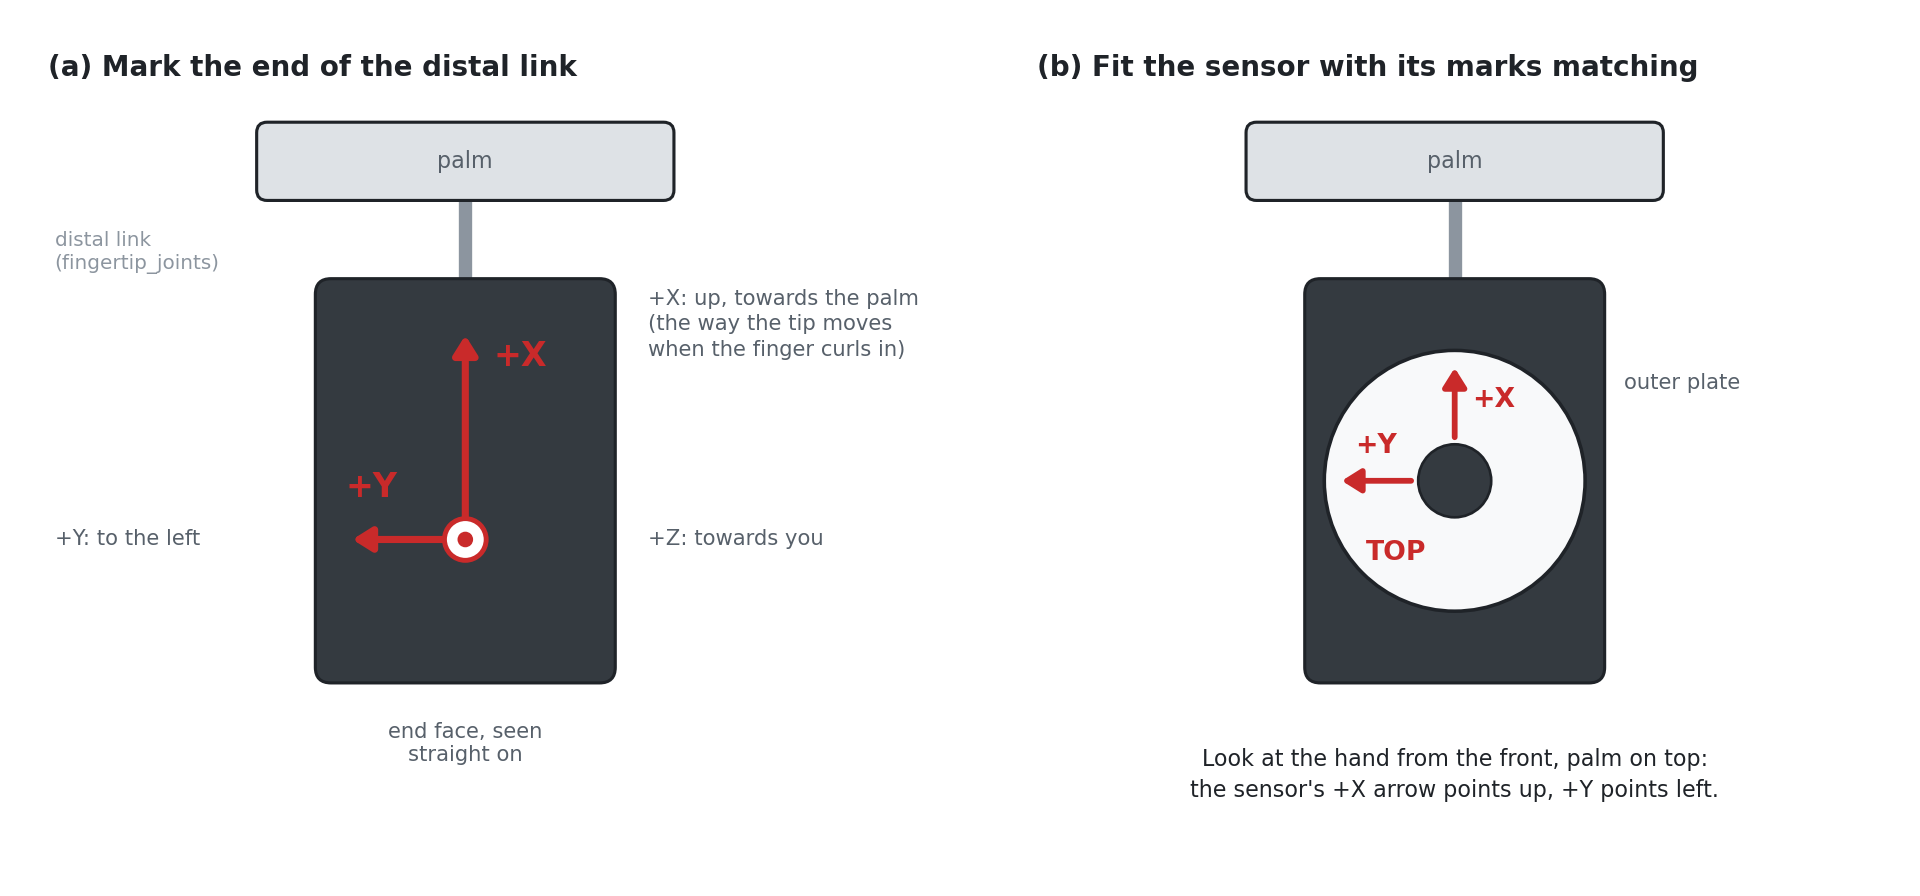 (a) Mark the end of the distal link
palm
distal link
(fingertip_joints)
+X: up, towards the palm
(the way the tip moves
when the finger curls in)
+X
+Y
+Y: to the left
+Z: towards you
end face, seen
straight on
(b) Fit the sensor with its marks matching
palm
outer plate
+X
+Y
TOP
Look at the hand from the front, palm on top:
the sensor's +X arrow points up, +Y points left.